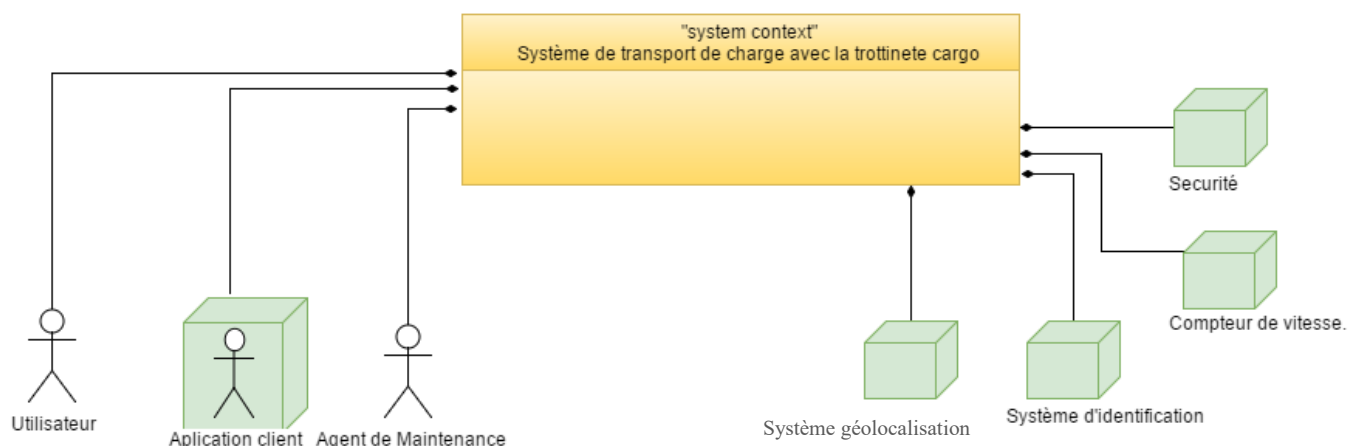 "system context"
Système de transport de charge avec la trottinete cargo
Sécurité
Compteur de vitesse.
Utilisateur
Aplication client
Agent de Maintenance
Système géolocalisation
Système d'identification